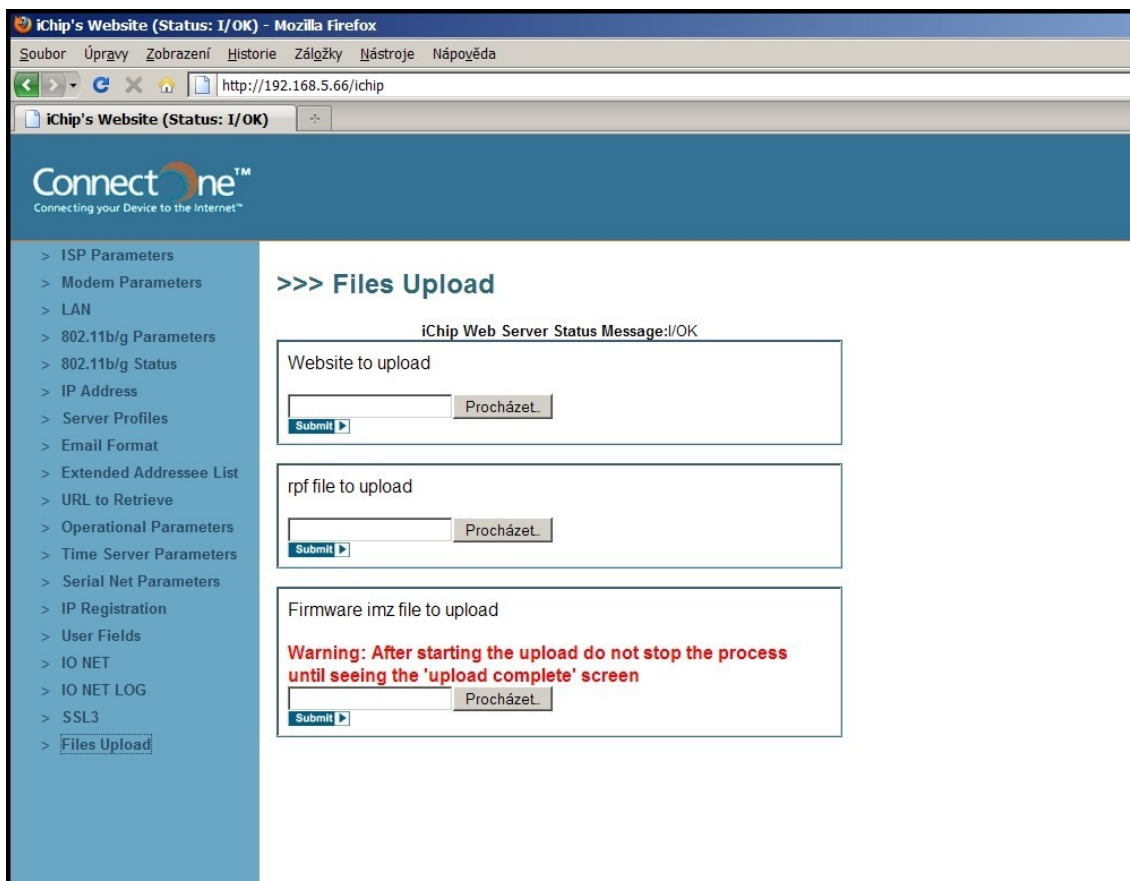 iChip's Website (Status: I/OK) - Mozilla Firefox
Soubor Úpravy Zobrazení Historie Záložky Nástroje Nápověda
http://192.168.5.66/ichip
iChip's Website (Status: I/OK)
ConnectOne™
Connecting your Device to the Internet™
> ISP Parameters
> Modem Parameters
> LAN
> 802.11b/g Parameters
> 802.11b/g Status
> IP Address
> Server Profiles
> Email Format
> Extended Addressee List
> URL to Retrieve
> Operational Parameters
> Time Server Parameters
> Serial Net Parameters
> IP Registration
> User Fields
> IO NET
> IO NET LOG
> SSL3
> Files Upload
>>> Files Upload
iChip Web Server Status Message:I/OK
Website to upload
Procházet..
Submit
rpf file to upload
Procházet..
Submit
Firmware imz file to upload
Warning: After starting the upload do not stop the process
until seeing the 'upload complete' screen
Procházet..
Submit